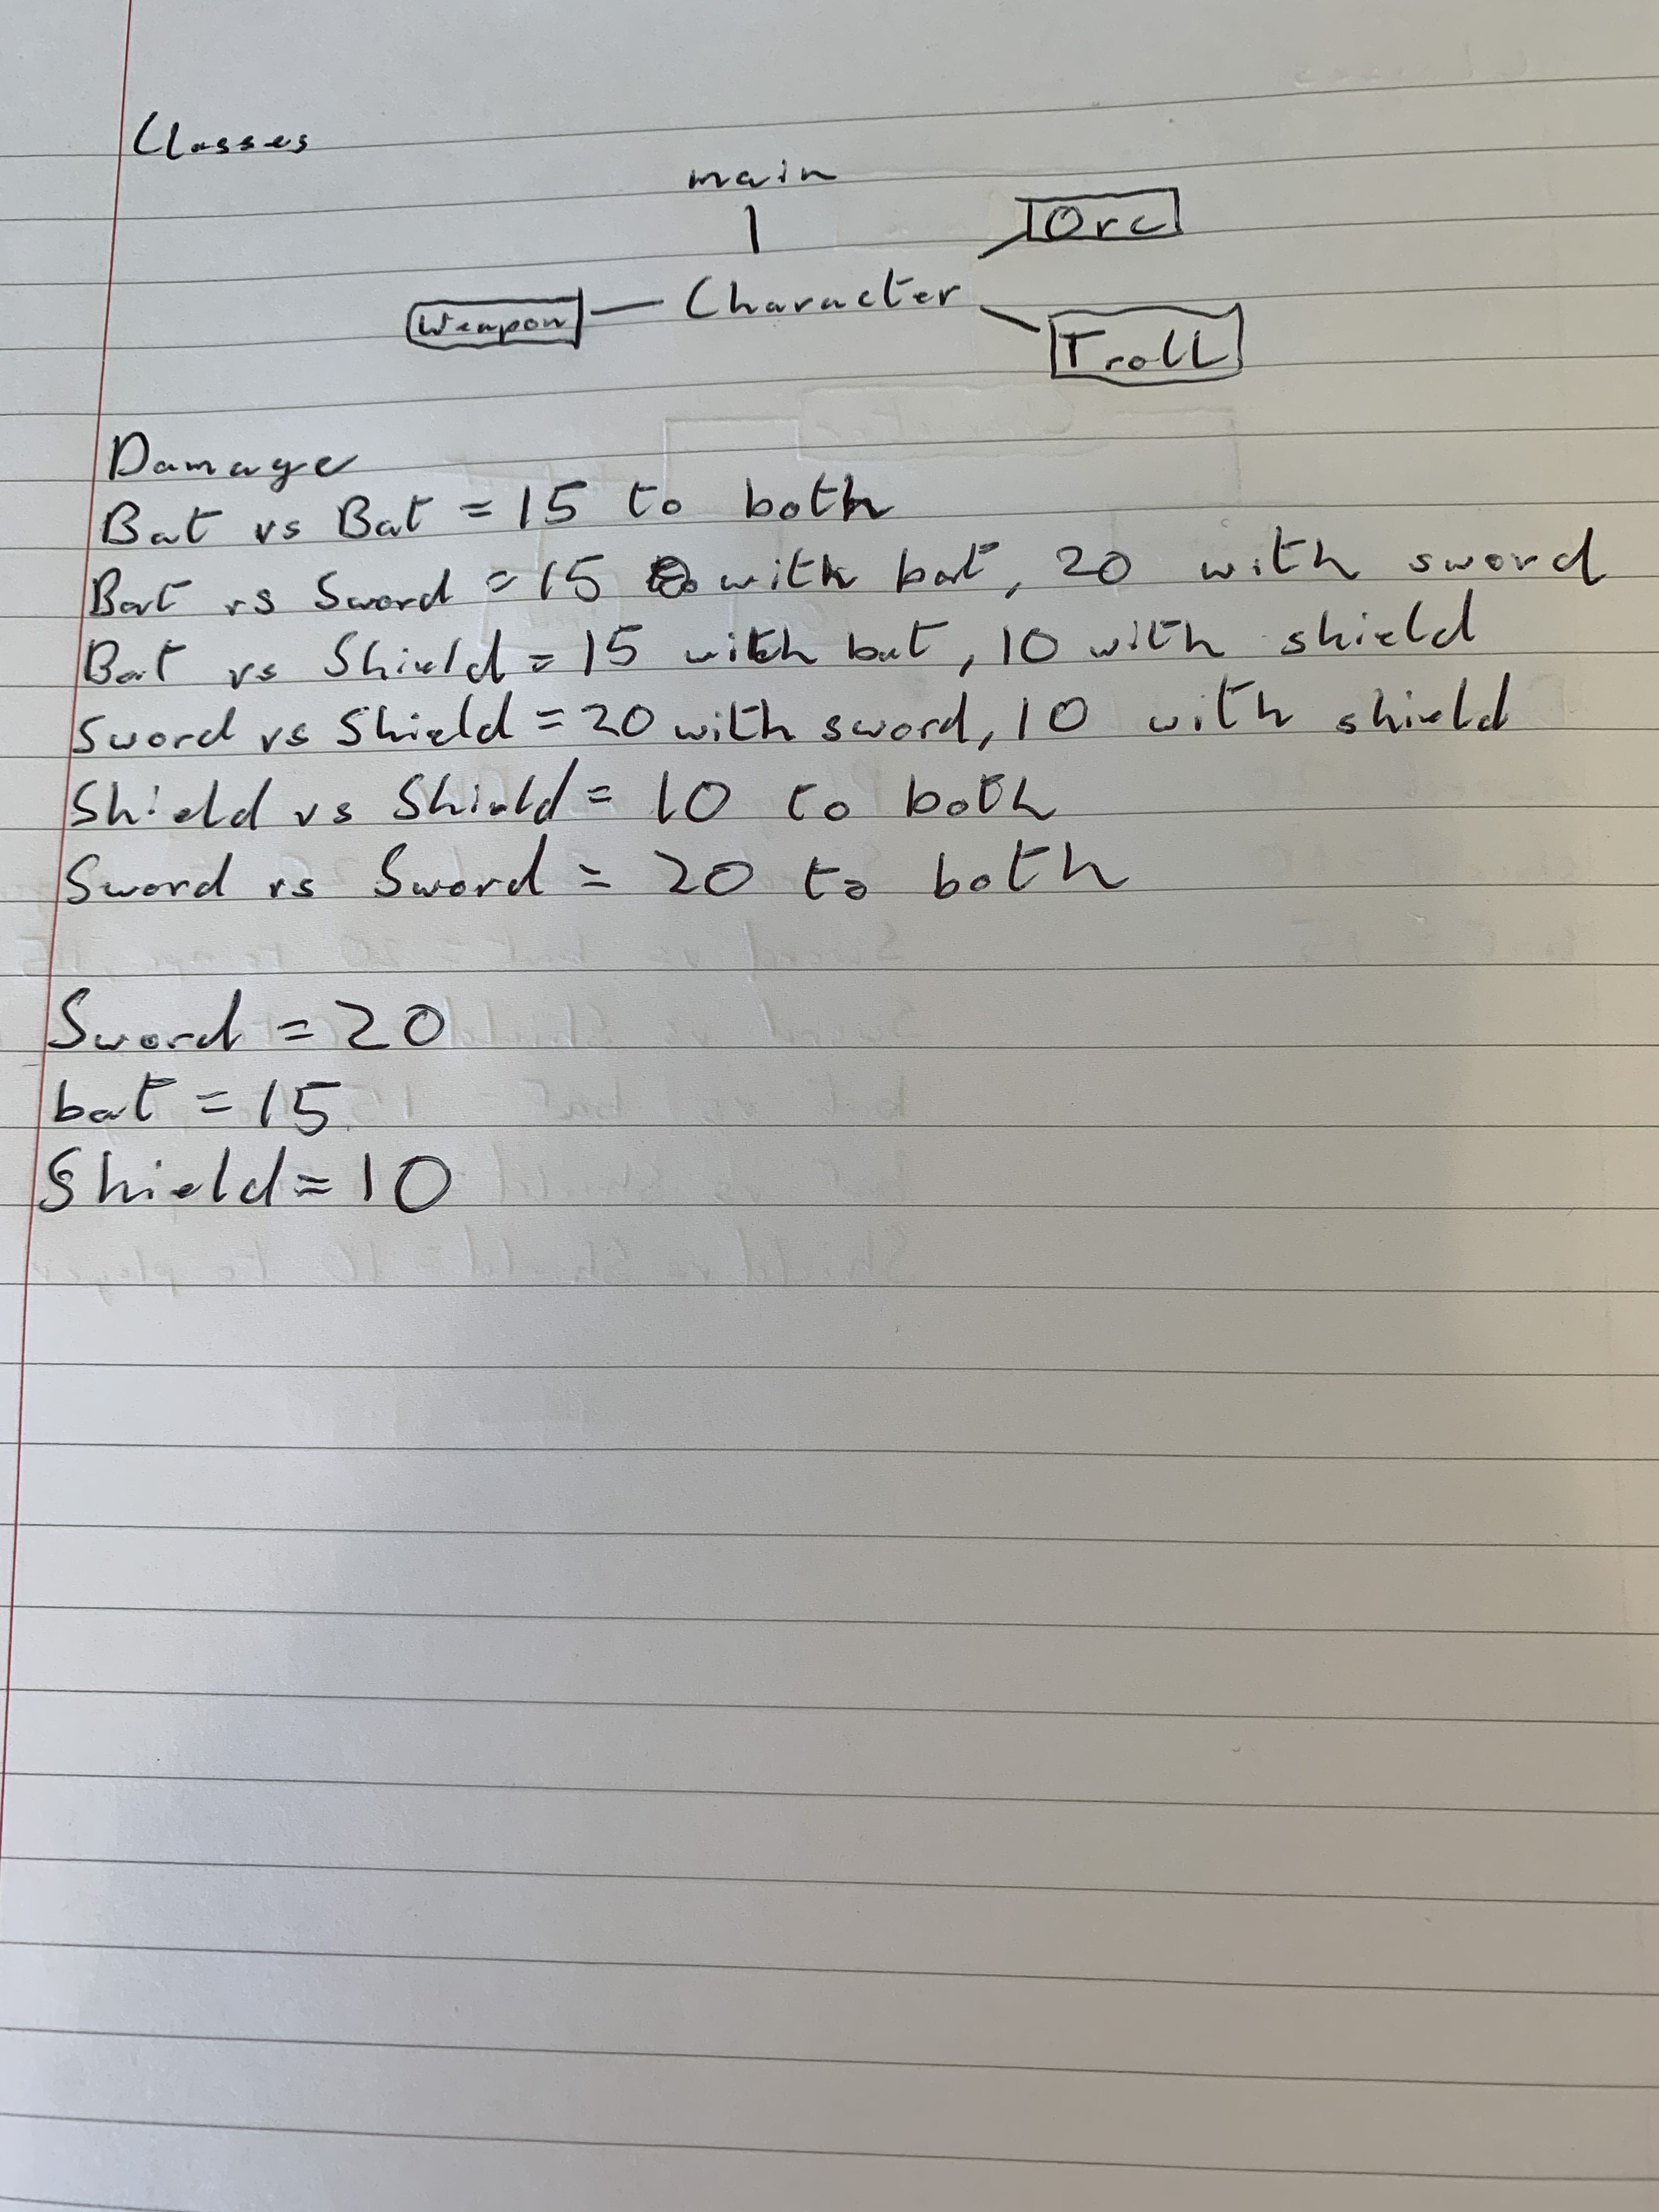 Classes
main
Orc
Weapon Character
Troll
Damage
Bat vs Bat = 15 to both
Bat vs Sword = 15 with bat, 20 with sword
Bat vs Shield = 15 with bat, 10 with shield
Sword vs Shield = 20 with sword, 10 with shield
Shield vs Shield = 10 to both
Sword vs Sword = 20 to both
Sword = 20
bat = 15
Shield = 10